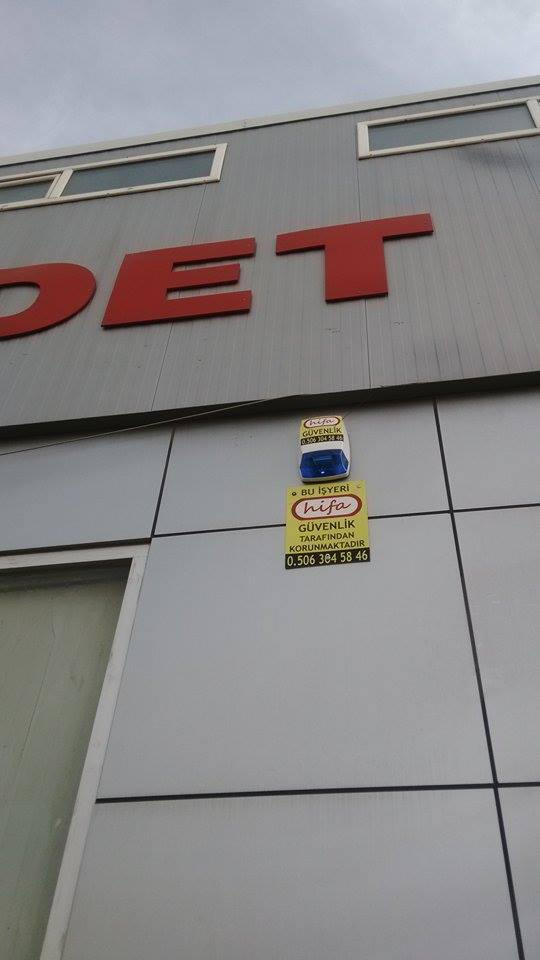 DET
hifa
GÜVENLİK
0.506 304 58 46
BU İŞYERİ
hifa
GÜVENLİK
TARAFINDAN
KORUNMAKTADIR
0.506 304 58 46